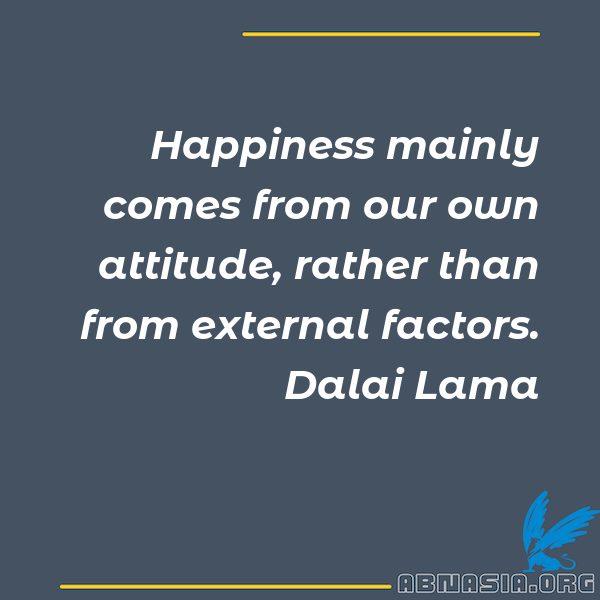 Happiness mainly
comes from our own
attitude, rather than
from external factors.
Dalai Lama
ABNASIA.ORG